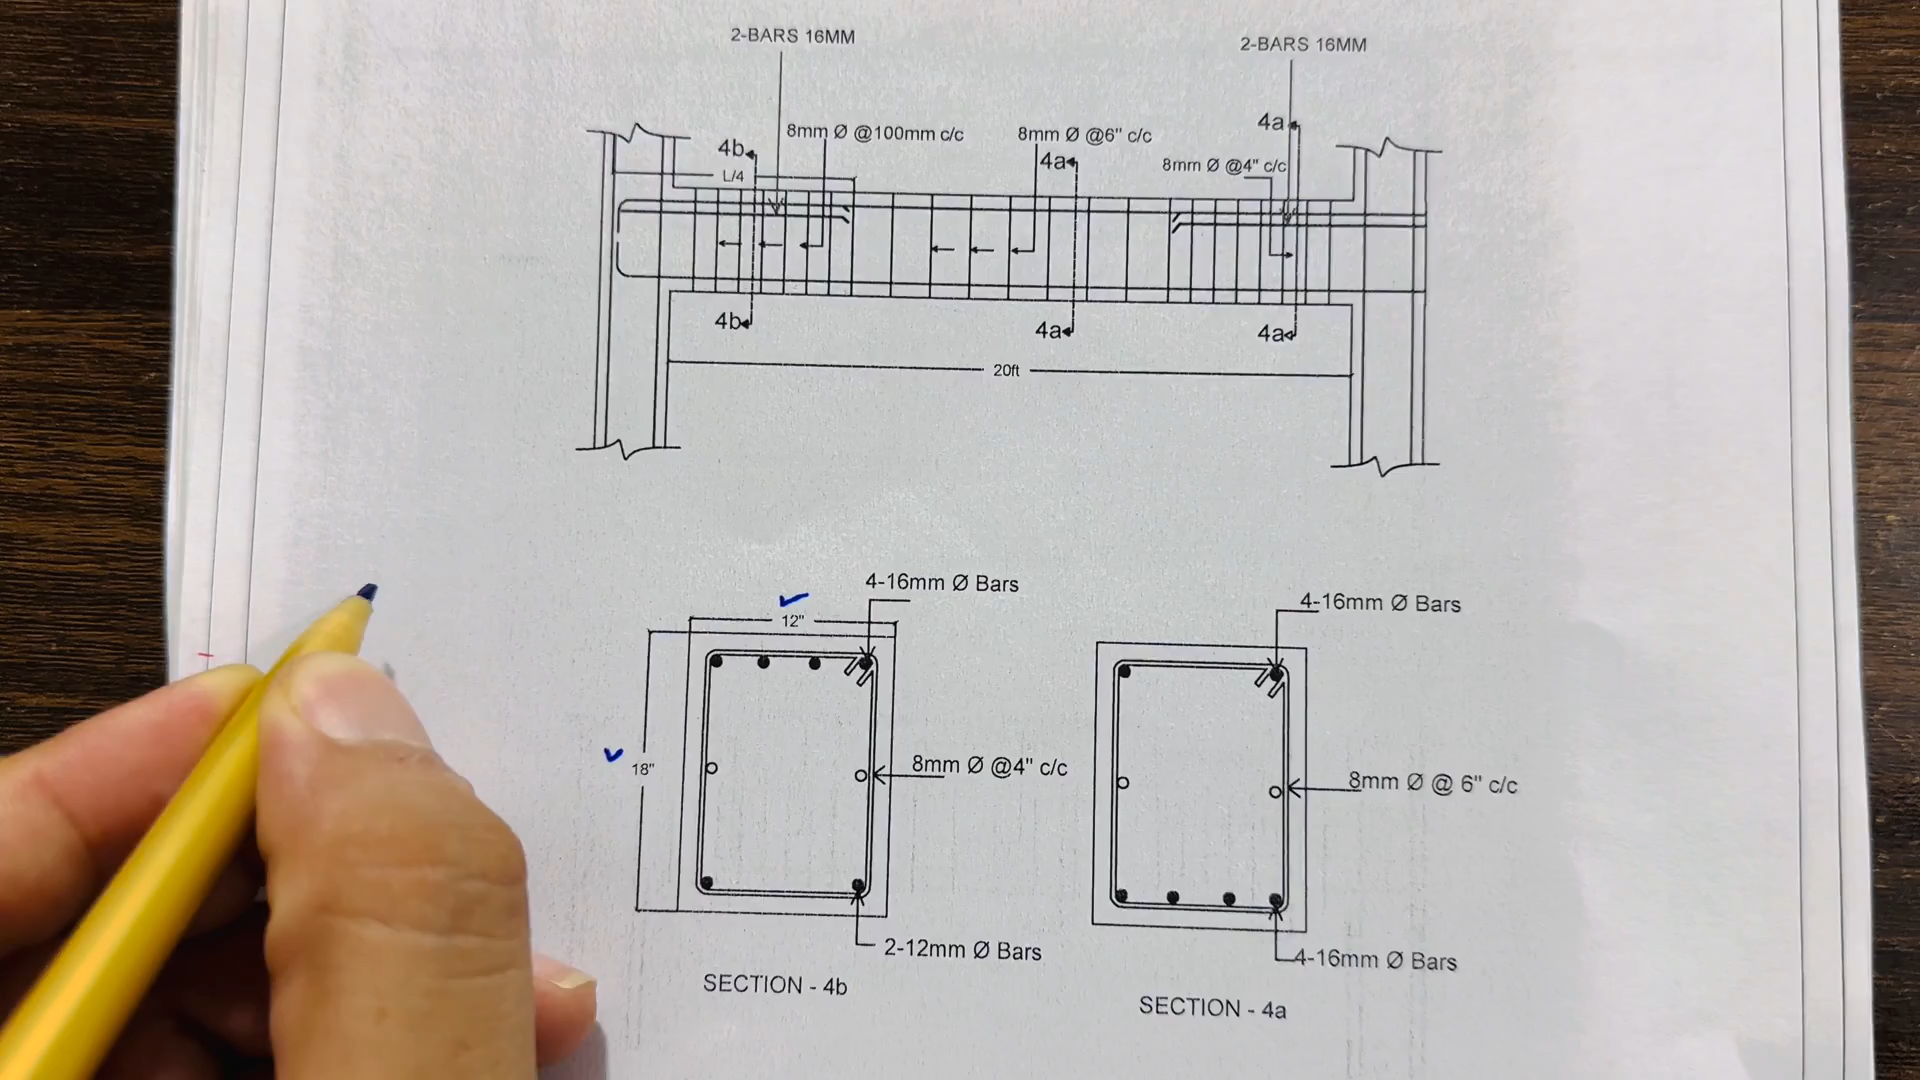 2-BARS 16MM
2-BARS 16MM
8mm Ø @100mm c/c
8mm Ø @6" c/c
4a
4b
4a
8mm Ø @4" c/c
L/4
4b
4a
4a
20ft
4-16mm Ø Bars
4-16mm Ø Bars
12"
18"
8mm Ø @4" c/c
8mm Ø @ 6" c/c
2-12mm Ø Bars
4-16mm Ø Bars
SECTION - 4b
SECTION - 4a